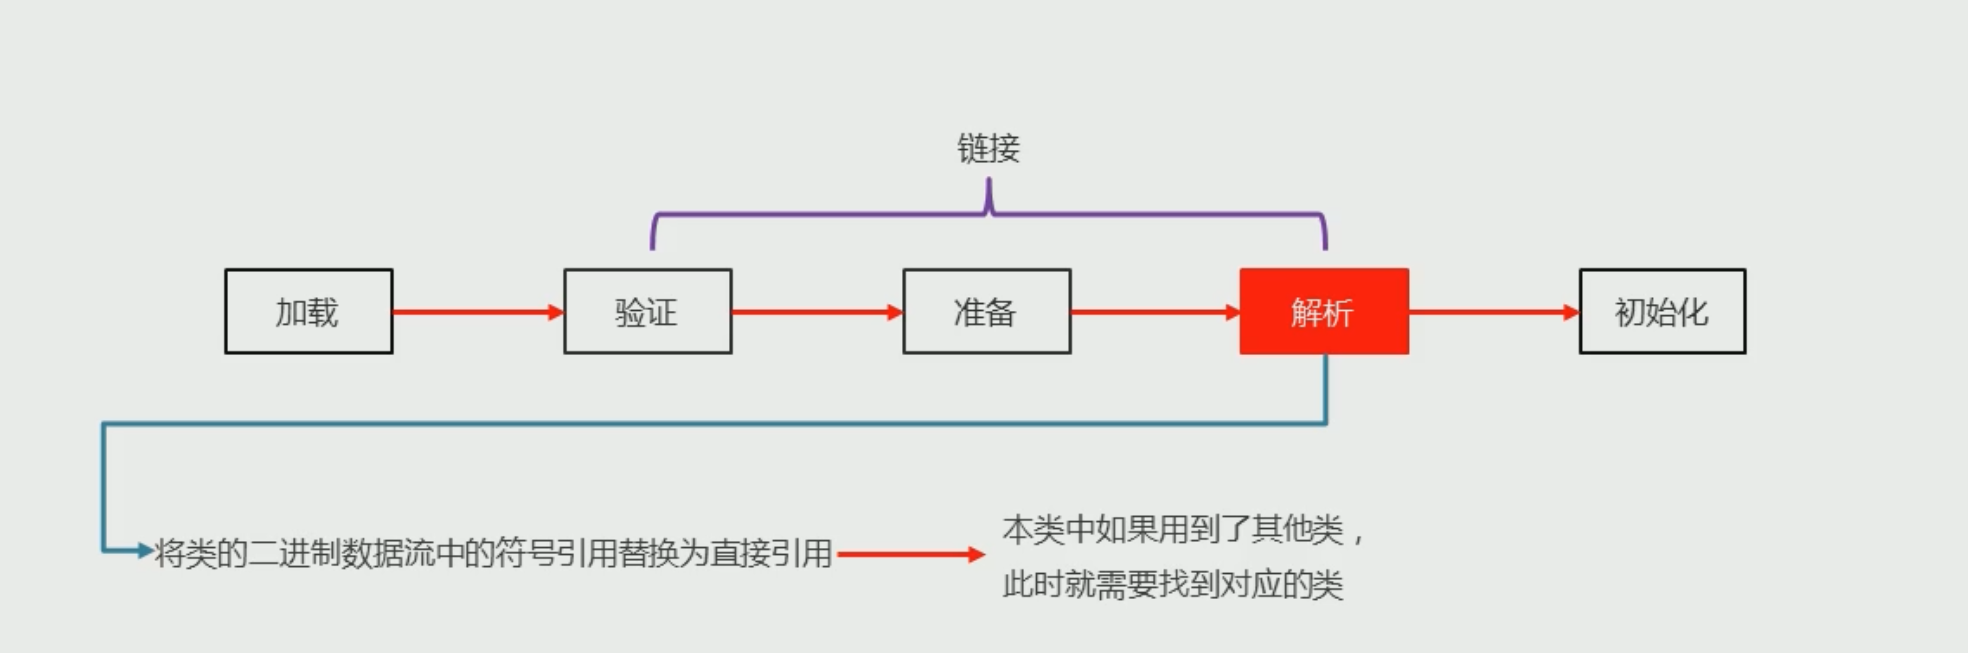 链接
加载
验证
准备
解析
初始化
将类的二进制数据流中的符号引用替换为直接引用
本类中如果用到了其他类，
此时就需要找到对应的类